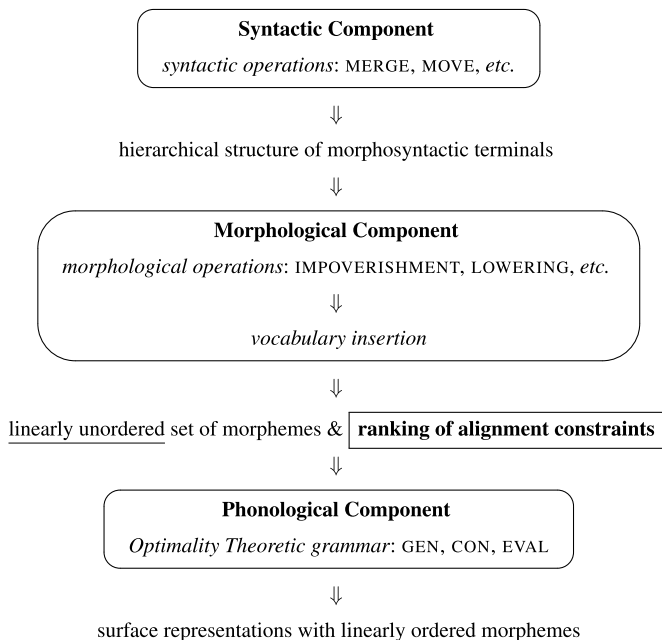 Syntactic Component
syntactic operations: MERGE, MOVE, etc.
⇓
hierarchical structure of morphosyntactic terminals
⇓
Morphological Component
morphological operations: IMPOVERISHMENT, LOWERING, etc.
⇓
vocabulary insertion
⇓
linearly unordered set of morphemes & ranking of alignment constraints
⇓
Phonological Component
Optimality Theoretic grammar: GEN, CON, EVAL
⇓
surface representations with linearly ordered morphemes